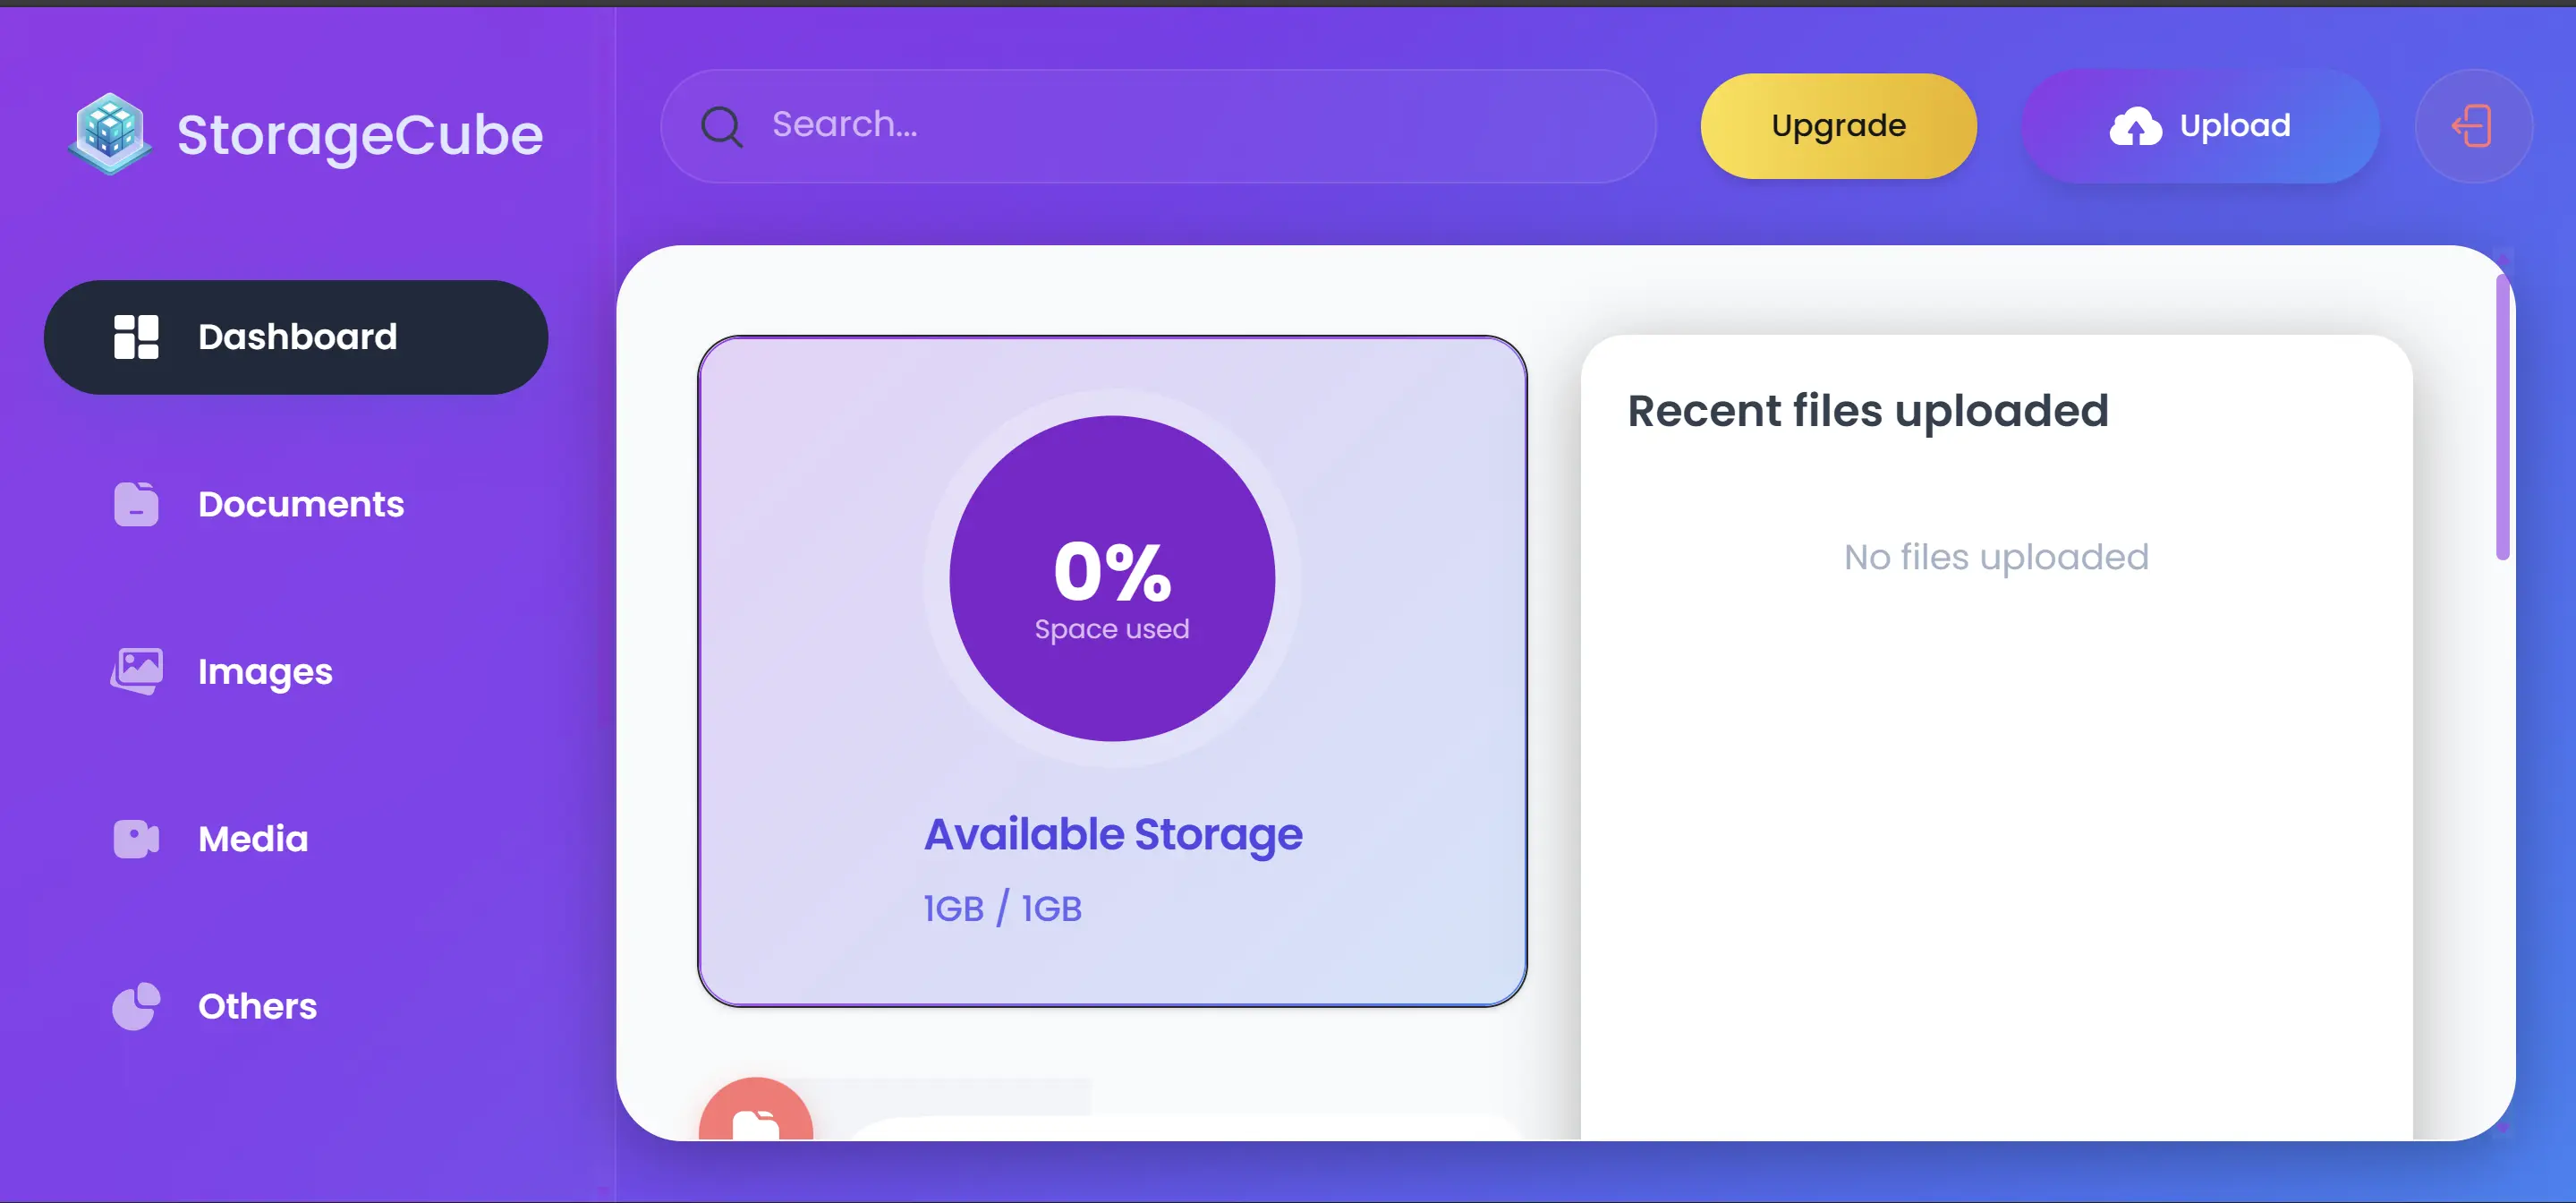 StorageCube
Search...
Upgrade
Upload
Dashboard
Documents
Images
Media
Others
0%
Space used
Available Storage
1GB / 1GB
Recent files uploaded
No files uploaded